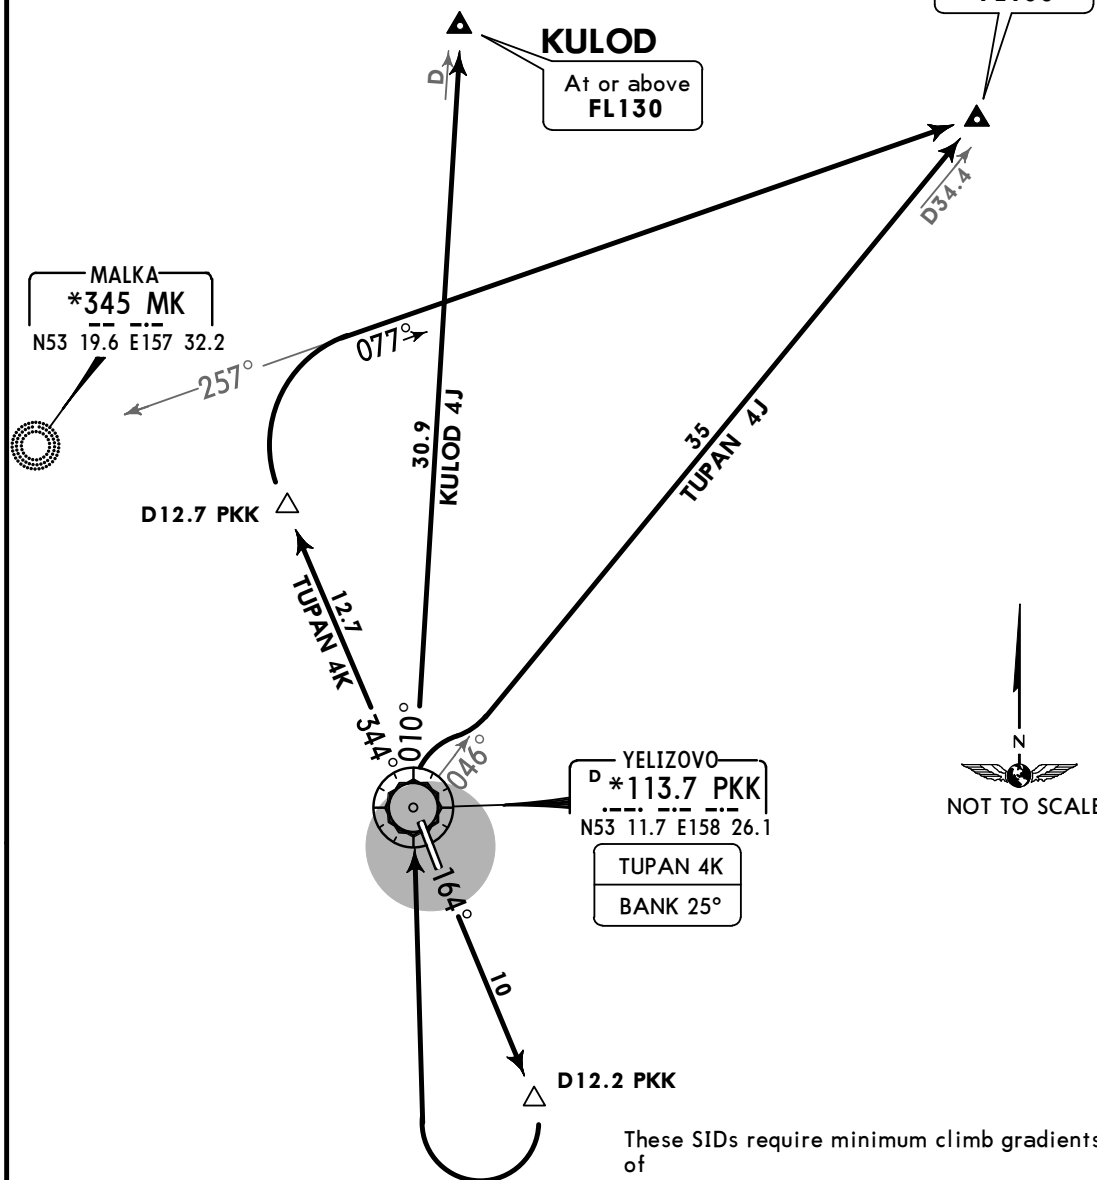 KULOD
At or above
FL130
D
D34.4
MALKA
*345 MK
N53 19.6 E157 32.2
257°
077°
30.9
KULOD 4J
35
TUPAN 4J
D12.7 PKK
12.7
TUPAN 4K
344°
010°
046°
YELIZOVO
D *113.7 PKK
N53 11.7 E158 26.1
TUPAN 4K
BANK 25°
N
NOT TO SCALE
164°
10
D12.2 PKK
These SIDs require minimum climb gradients
of